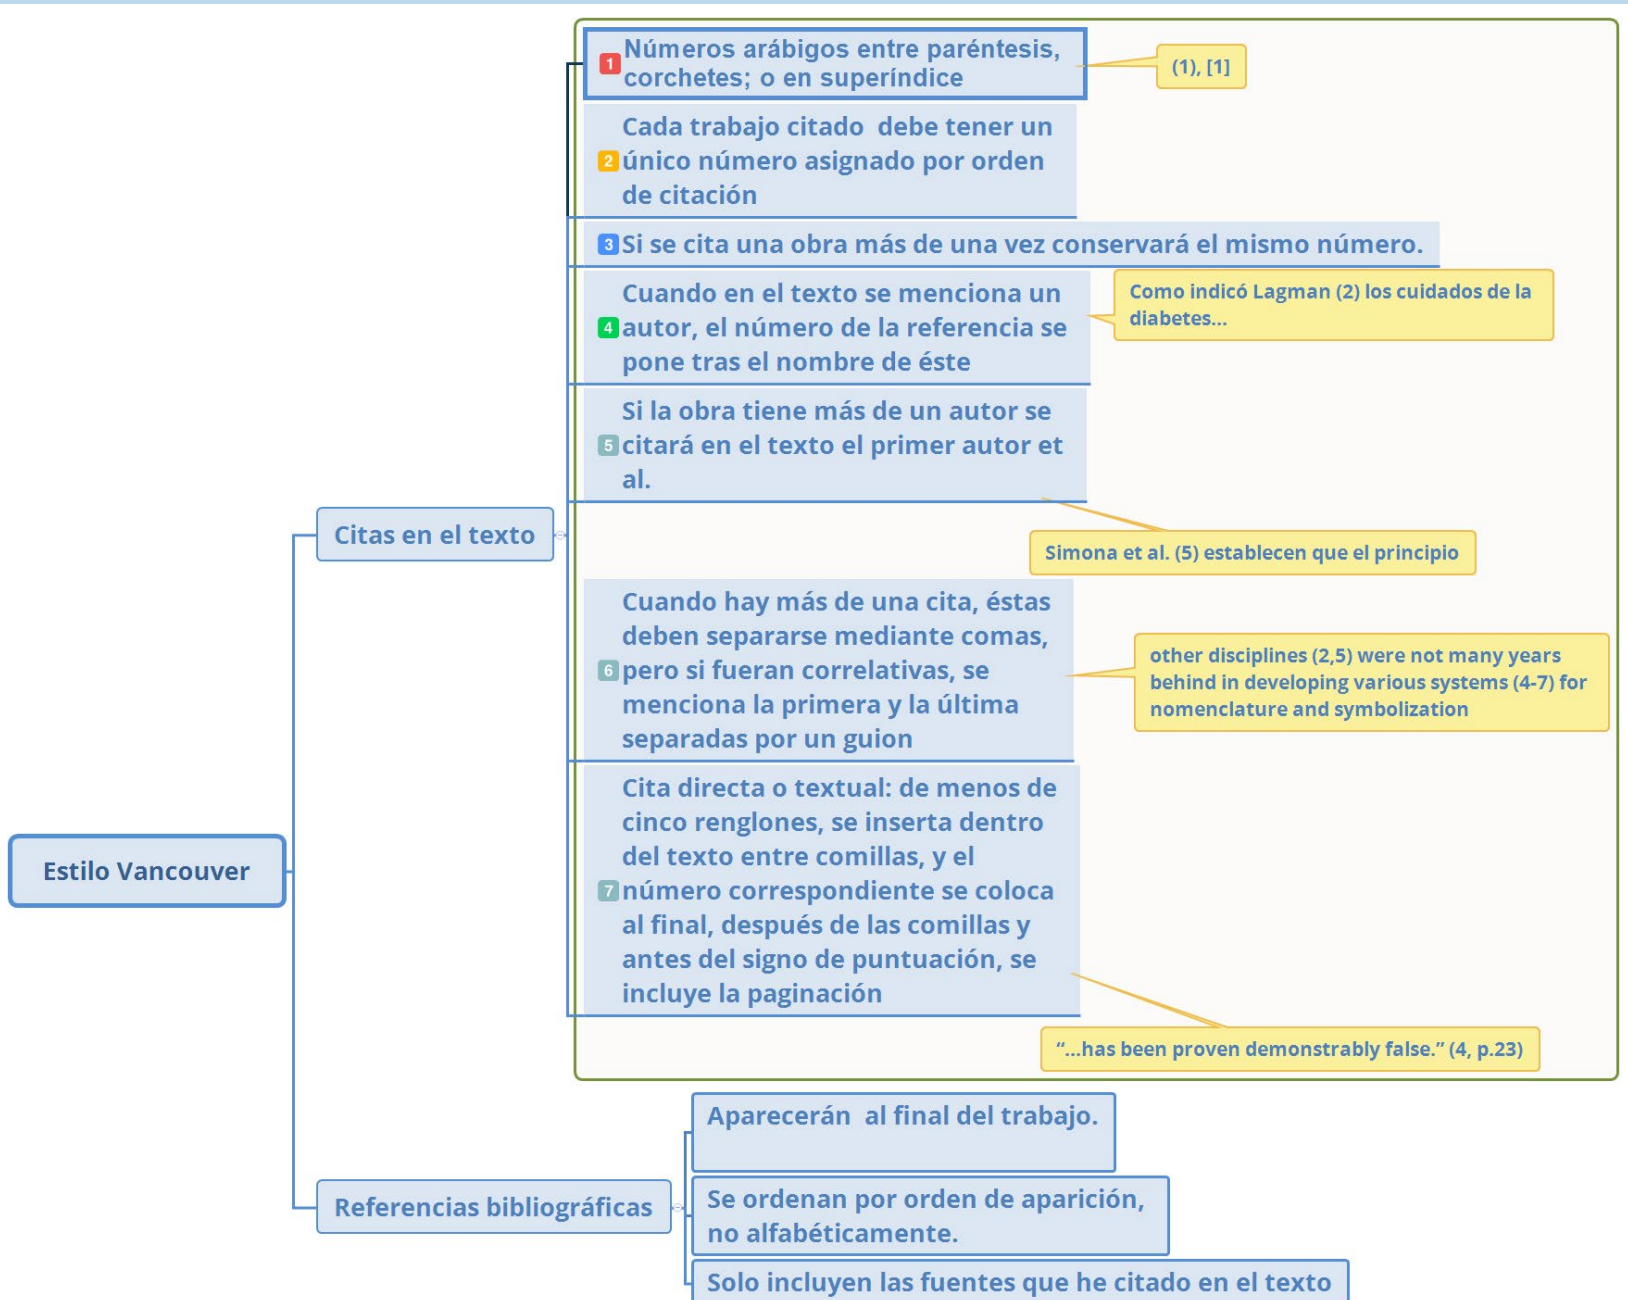 1 Números arábigos entre paréntesis,
corchetes; o en superíndice
(1), [1]
Cada trabajo citado debe tener un
2 único número asignado por orden
de citación
3 Si se cita una obra más de una vez conservará el mismo número.
Cuando en el texto se menciona un
4 autor, el número de la referencia se
pone tras el nombre de éste
Como indicó Lagman (2) los cuidados de la
diabetes...
Si la obra tiene más de un autor se
5 citará en el texto el primer autor et
al.
Simona et al. (5) establecen que el principio
Citas en el texto
Cuando hay más de una cita, éstas
deben separarse mediante comas,
6 pero si fueran correlativas, se
menciona la primera y la última
separadas por un guion
other disciplines (2,5) were not many years
behind in developing various systems (4-7) for
nomenclature and symbolization
Cita directa o textual: de menos de
cinco renglones, se inserta dentro
del texto entre comillas, y el
7 número correspondiente se coloca
al final, después de las comillas y
antes del signo de puntuación, se
incluye la paginación
“...has been proven demonstrably false.” (4, p.23)
Estilo Vancouver
Aparecerán al final del trabajo.
Referencias bibliográficas
Se ordenan por orden de aparición,
no alfabéticamente.
Solo incluyen las fuentes que he citado en el texto